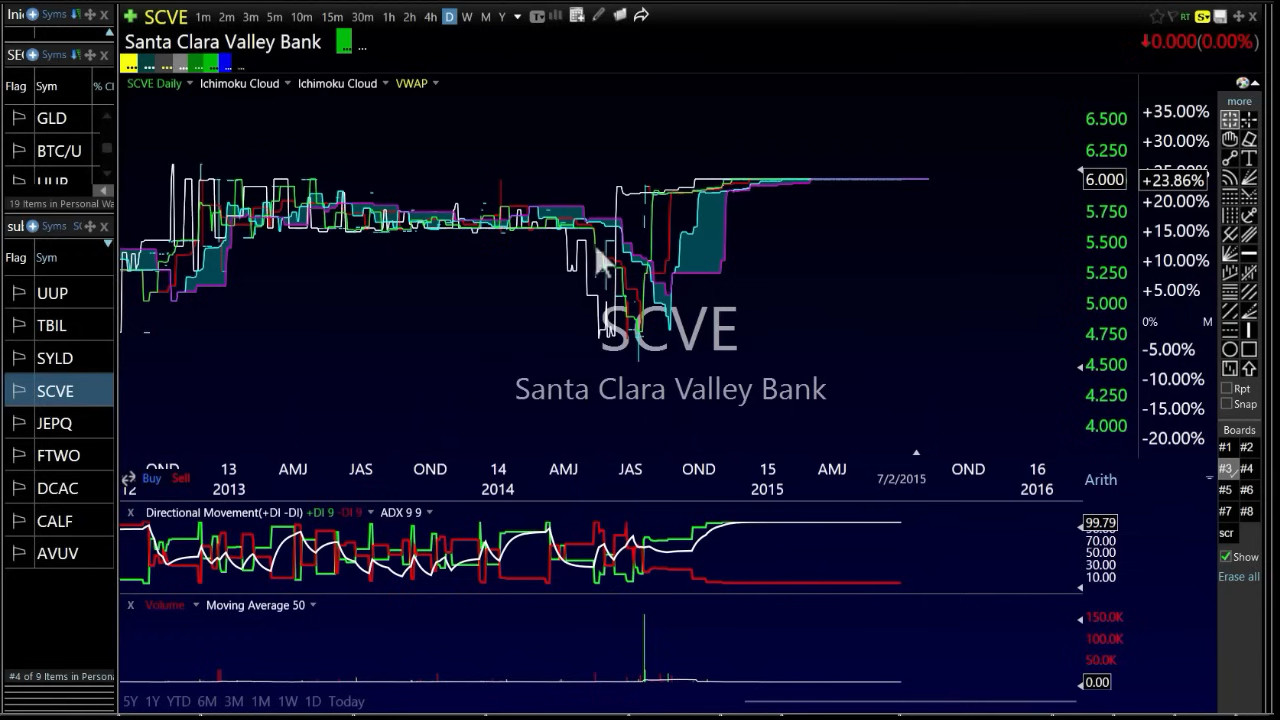 Syms
SCVE 1m 2m 3m 5m 10m 15m 30m 1h 2h 4h D W M Y
RT S
Santa Clara Valley Bank ... ...
0.000(0.00%)
Syms
SCVE Daily Ichimoku Cloud Ichimoku Cloud VWAP
Flag Sym % C
GLD
BTC/U
19 items in Personal Wa
Syms
Flag Sym
UUP
TBIL
SYLD
SCVE
JEPQ
FTWO
DCAC
CALF
AVUV
#4 of 9 Items in Persona
6.500
6.250
6.000
5.750
5.500
5.250
5.000
4.750
4.500
4.250
4.000
+35.00%
+30.00%
+23.86%
+20.00%
+15.00%
+10.00%
+5.00%
0% M
-5.00%
-10.00%
-15.00%
-20.00%
SCVE
Santa Clara Valley Bank
OND 13 AMJ JAS OND 14 AMJ JAS OND 15 AMJ OND 16
Buy Sell
12 2013 2014 2015 7/2/2015 2016
Arith
X Directional Movement(+DI -DI) +DI 9 -DI 9 ADX 9 9
99.79
70.00
50.00
30.00
10.00
X Volume Moving Average 50
150.0K
100.0K
50.0K
0.00
5Y 1Y YTD 6M 3M 1M 1W 1D Today
more
T
Rpt
Snap
Boards
#1 #2
#3 #4
#5 #6
#7 #8
scr
Show
Erase all